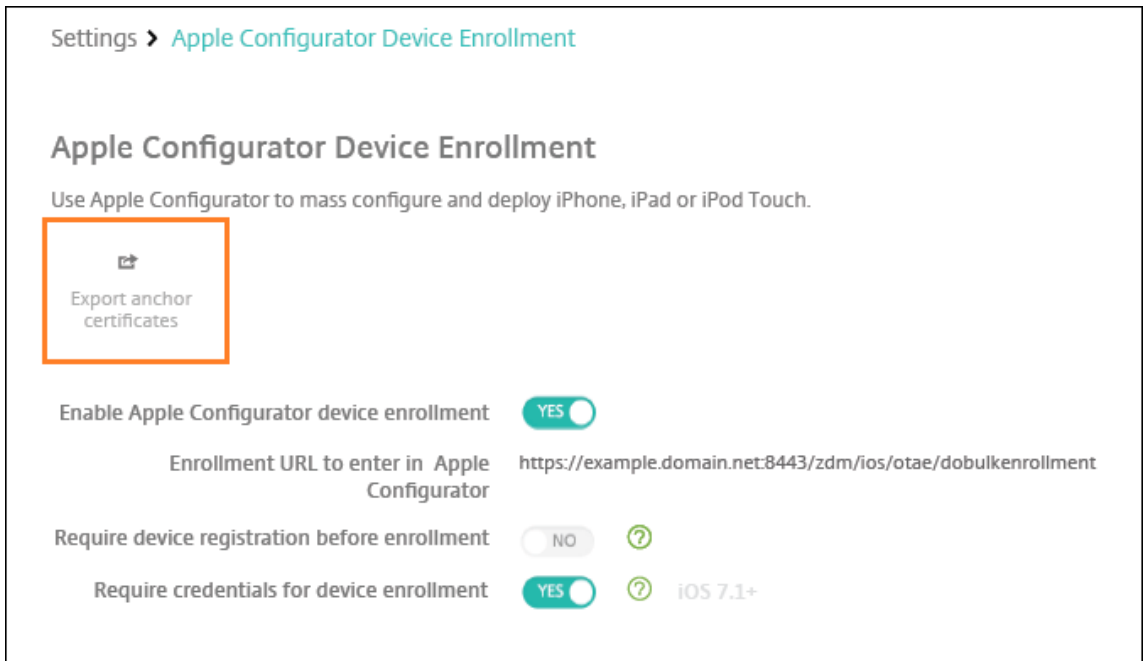 Settings > Apple Configurator Device Enrollment
Apple Configurator Device Enrollment
Use Apple Configurator to mass configure and deploy iPhone, iPad or iPod Touch.
Export anchor
certificates
Enable Apple Configurator device enrollment YES
Enrollment URL to enter in Apple https://example.domain.net:8443/zdm/ios/otae/dobulkenrollment
Configurator
Require device registration before enrollment NO ?
Require credentials for device enrollment YES ? iOS 7.1+